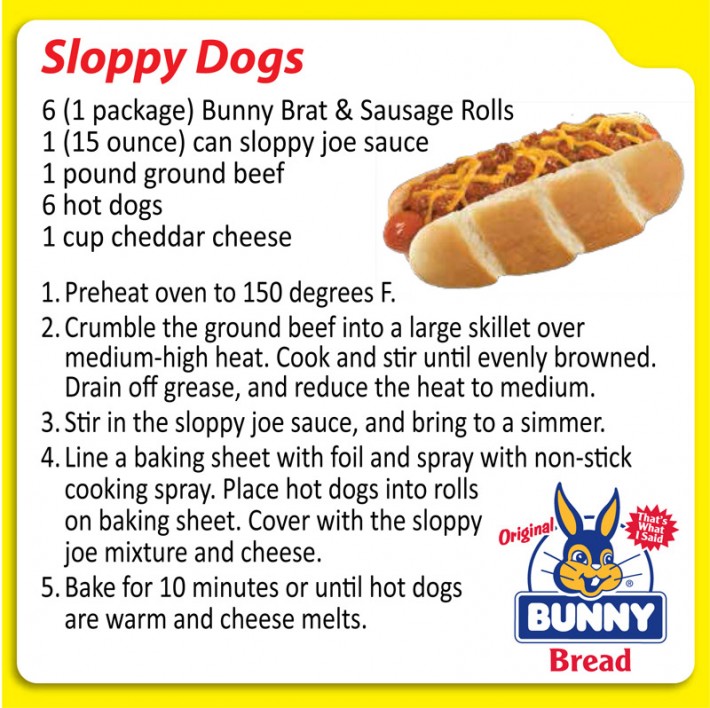 Sloppy Dogs
6 (1 package) Bunny Brat & Sausage Rolls
1 (15 ounce) can sloppy joe sauce
1 pound ground beef
6 hot dogs
1 cup cheddar cheese
1. Preheat oven to 150 degrees F.
2. Crumble the ground beef into a large skillet over
medium-high heat. Cook and stir until evenly browned.
Drain off grease, and reduce the heat to medium.
3. Stir in the sloppy joe sauce, and bring to a simmer.
4. Line a baking sheet with foil and spray with non-stick
cooking spray. Place hot dogs into rolls
on baking sheet. Cover with the sloppy
joe mixture and cheese.
5. Bake for 10 minutes or until hot dogs
are warm and cheese melts.
Original.
That's
What
I Said
®
BUNNY
Bread